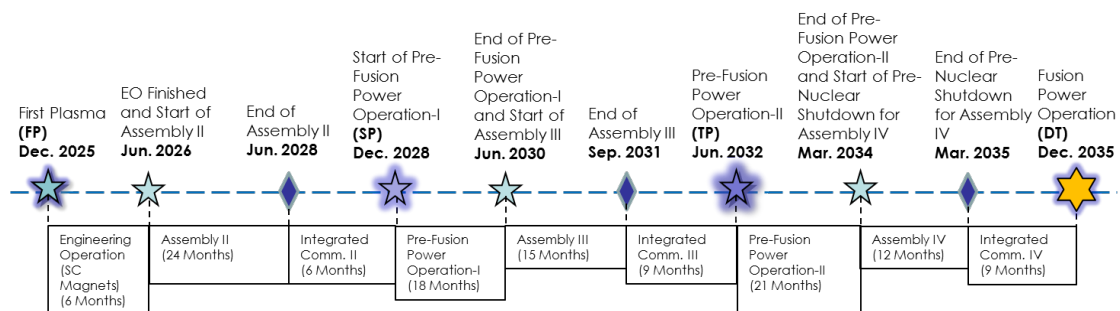 First Plasma
(FP)
Dec. 2025
EO Finished
and Start of
Assembly II
Jun. 2026
End of
Assembly II
Jun. 2028
Start of Pre-
Fusion
Power
Operation-I
(SP)
Dec. 2028
End of Pre-
Fusion
Power
Operation-I
and Start of
Assembly III
Jun. 2030
End of
Assembly III
Sep. 2031
Pre-Fusion
Power
Operation-II
(TP)
Jun. 2032
End of Pre-
Fusion Power
Operation-II
and Start of Pre-
Nuclear
Shutdown for
Assembly IV
Mar. 2034
End of Pre-
Nuclear
Shutdown
for Assembly
IV
Mar. 2035
Fusion
Power
Operation
(DT)
Dec. 2035
Engineering
Operation
(SC
Magnets)
(6 Months)
Assembly II
(24 Months)
Integrated
Comm. II
(6 Months)
Pre-Fusion
Power
Operation-I
(18 Months)
Assembly III
(15 Months)
Integrated
Comm. III
(9 Months)
Pre-Fusion
Power
Operation-II
(21 Months)
Assembly IV
(12 Months)
Integrated
Comm. IV
(9 Months)